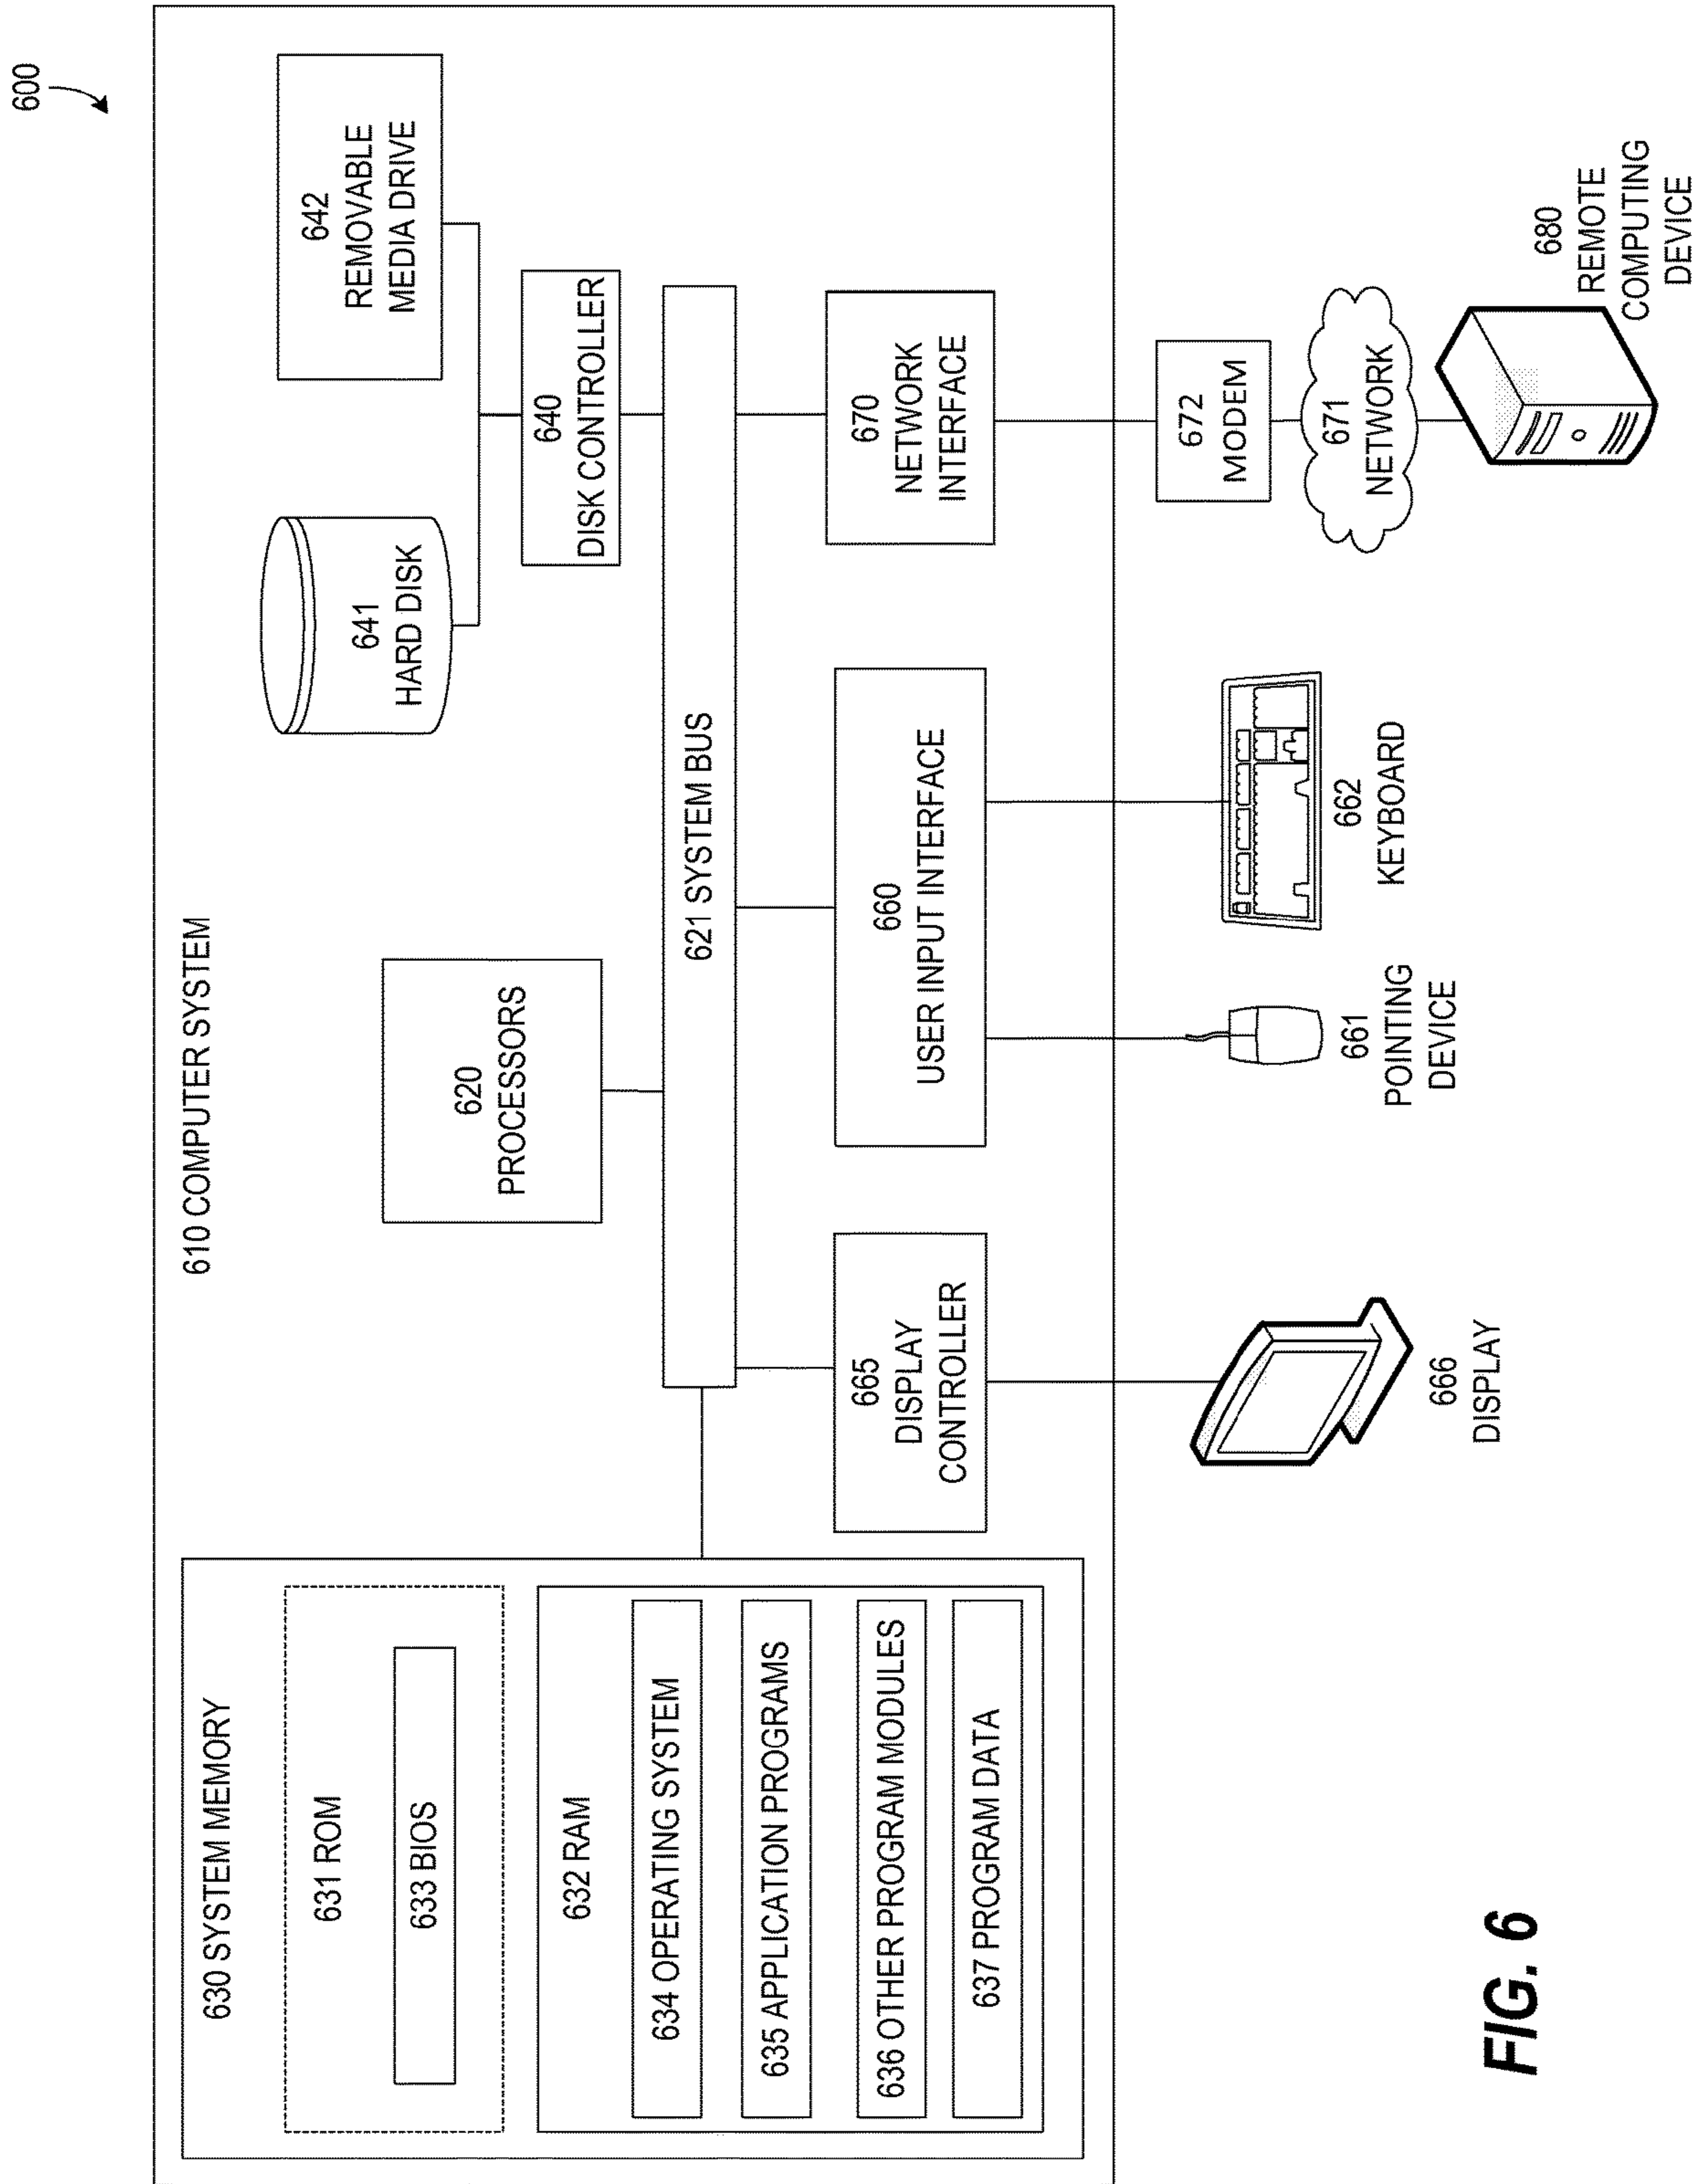 600
610 COMPUTER SYSTEM
630 SYSTEM MEMORY
631 ROM
633 BIOS
632 RAM
634 OPERATING SYSTEM
635 APPLICATION PROGRAMS
636 OTHER PROGRAM MODULES
637 PROGRAM DATA
620
PROCESSORS
641
HARD DISK
642
REMOVABLE
MEDIA DRIVE
640
DISK CONTROLLER
621 SYSTEM BUS
665
DISPLAY
CONTROLLER
660
USER INPUT INTERFACE
670
NETWORK
INTERFACE
672
MODEM
671
NETWORK
666
DISPLAY
661
POINTING
DEVICE
662
KEYBOARD
680
REMOTE
COMPUTING
DEVICE
FIG. 6